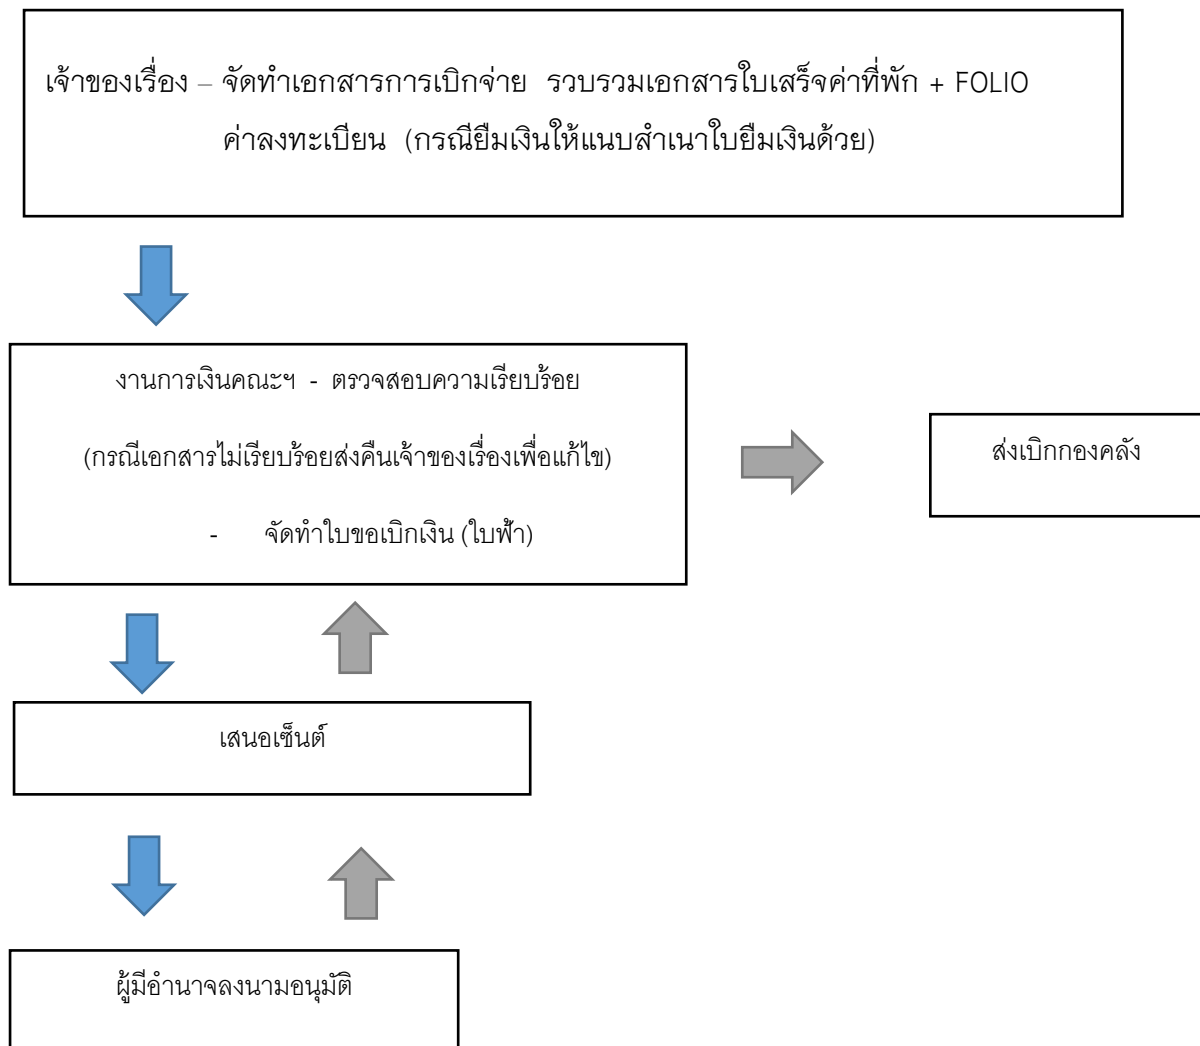 เจ้าของเรื่อง – จัดทำเอกสารการเบิกจ่าย รวบรวมเอกสารใบเสร็จค่าที่พัก + FOLIO
ค่าลงทะเบียน (กรณียืมเงินให้แนบสำเนาใบยืมเงินด้วย)
งานการเงินคณะฯ - ตรวจสอบความเรียบร้อย
(กรณีเอกสารไม่เรียบร้อยส่งคืนเจ้าของเรื่องเพื่อแก้ไข)
- จัดทำใบขอเบิกเงิน (ใบฟ้า)
ส่งเบิกกองคลัง
เสนอเซ็นต์
ผู้มีอำนาจลงนามอนุมัติ